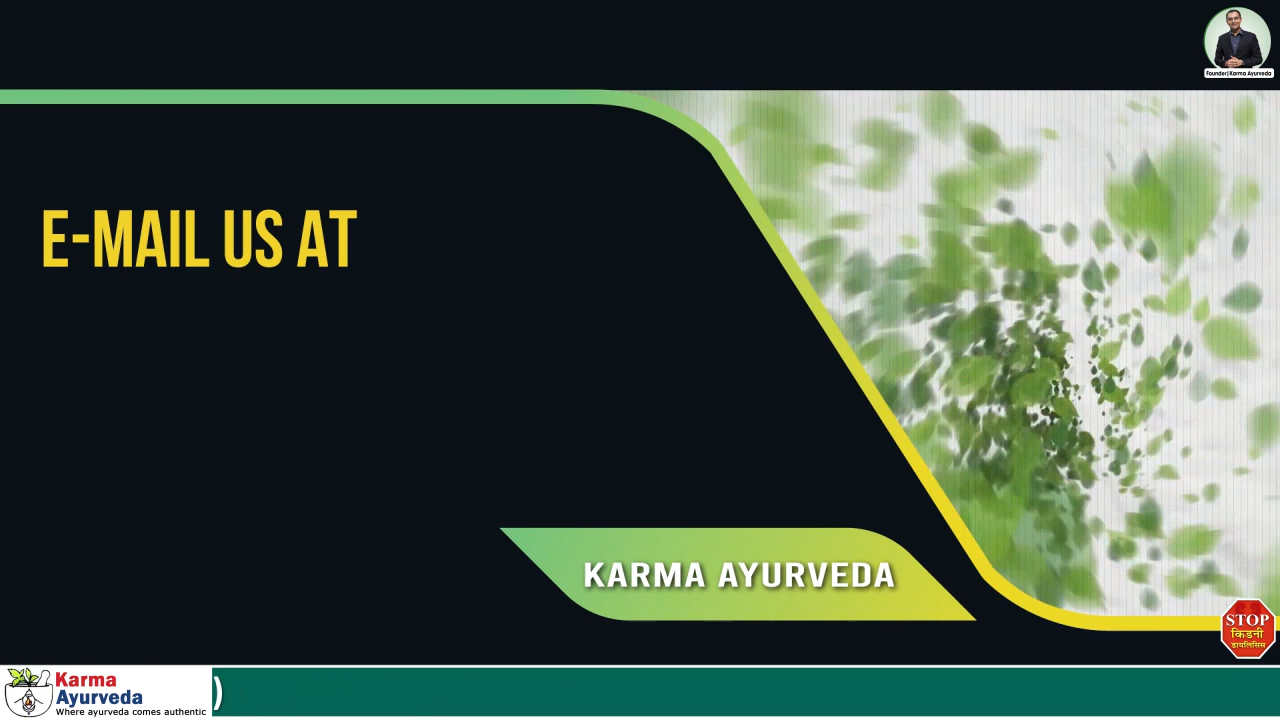 Founder|Karma Ayurveda
E-MAIL US AT
KARMA AYURVEDA
STOP
किडनी
डायलिसिस
Karma
Ayurveda
Where ayurveda comes authentic
)